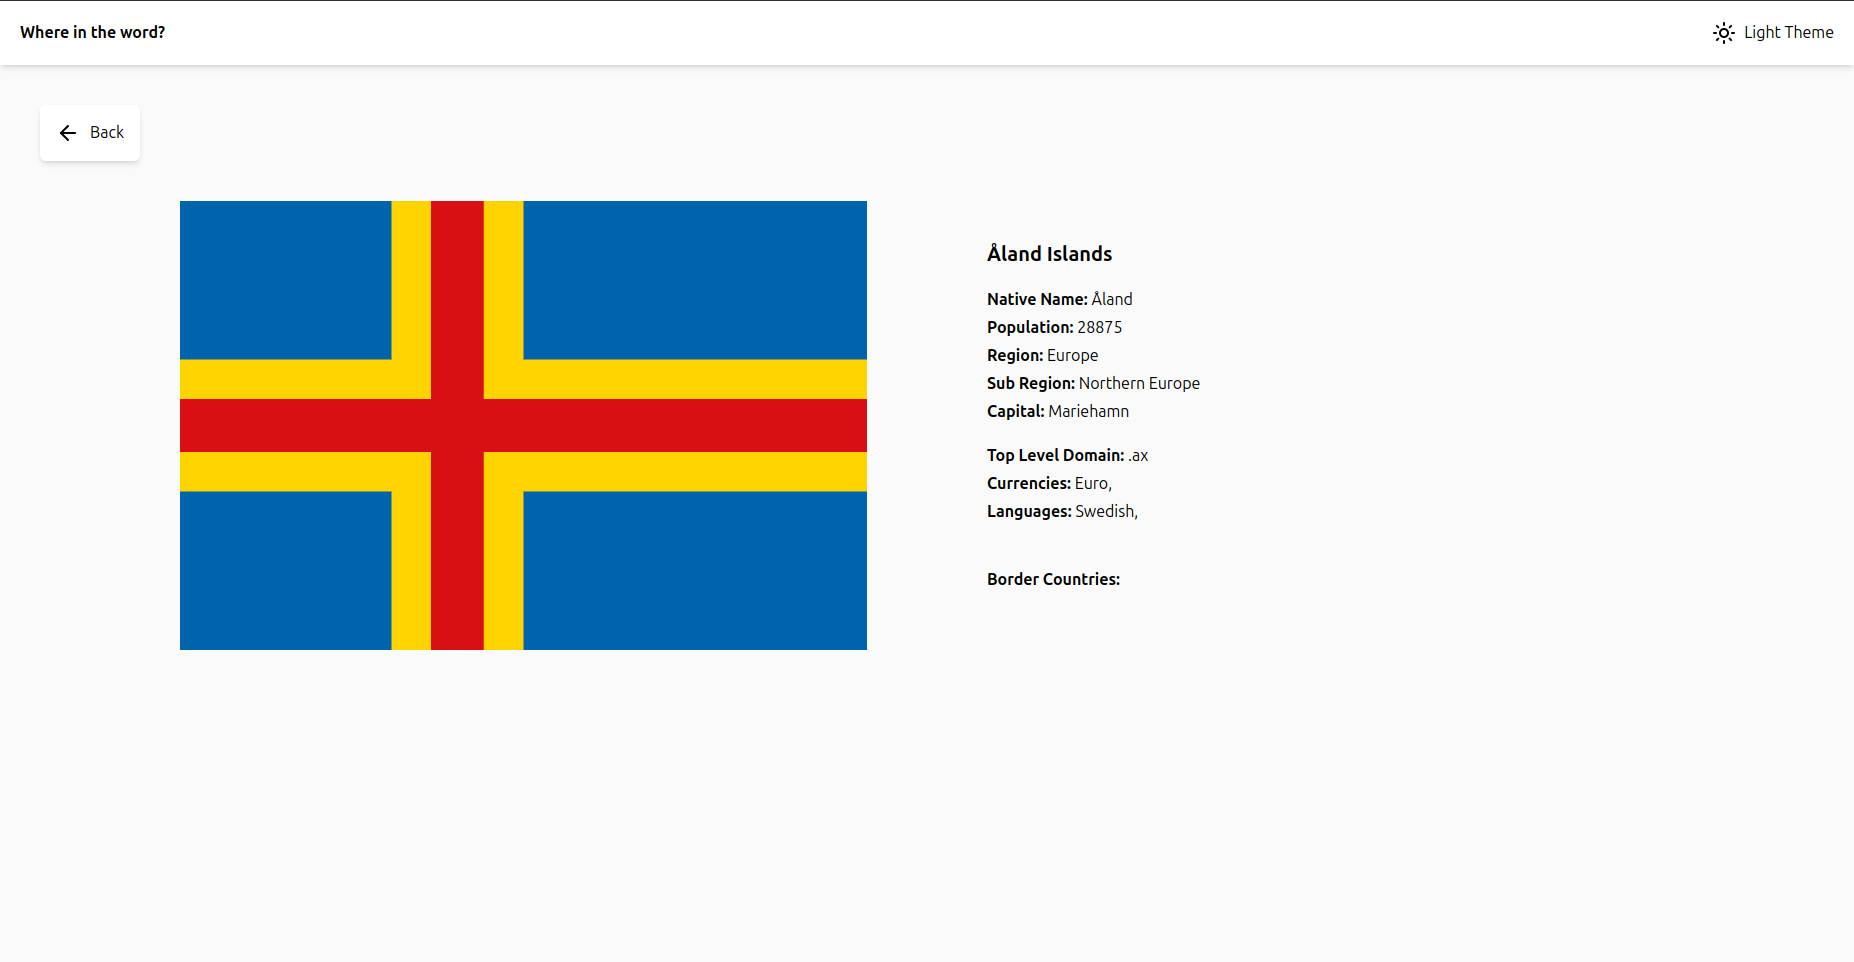 Where in the word?
Light Theme
Back
Åland Islands
Native Name: Åland
Population: 28875
Region: Europe
Sub Region: Northern Europe
Capital: Mariehamn
Top Level Domain: .ax
Currencies: Euro,
Languages: Swedish,
Border Countries: